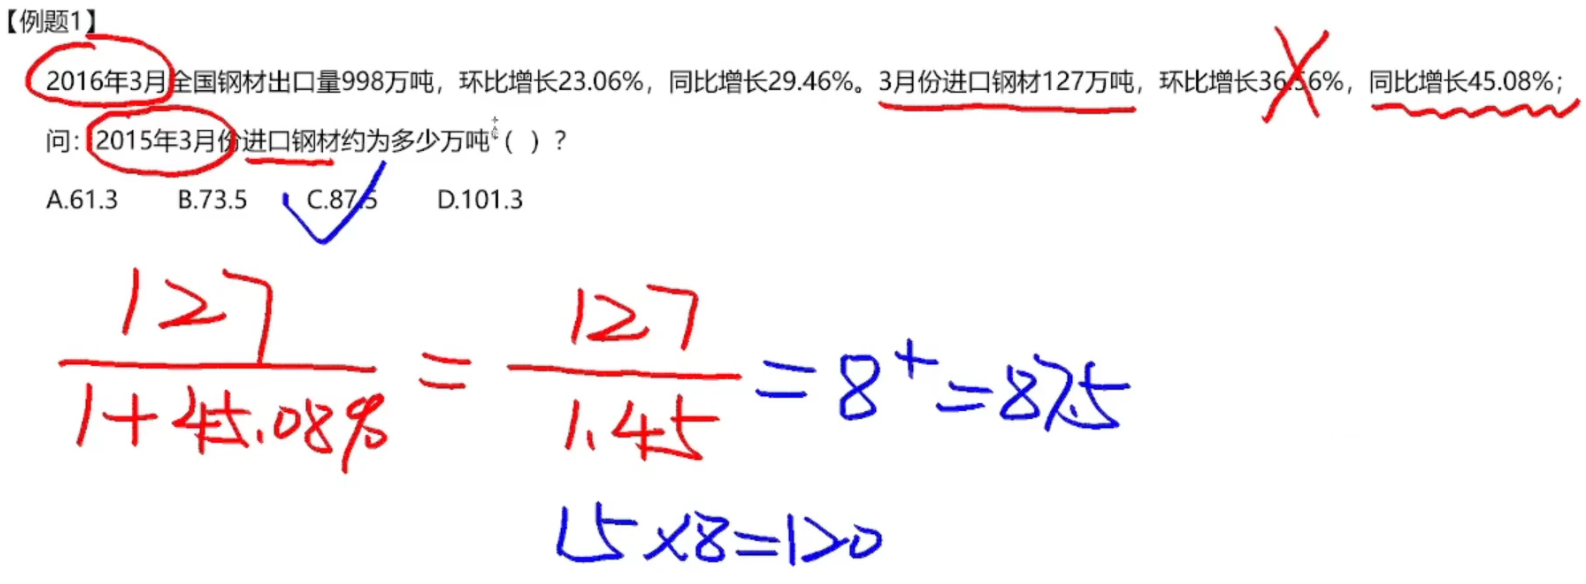 【例题1】
2016年3月全国钢材出口量998万吨，环比增长23.06%，同比增长29.46%。3月份进口钢材127万吨，环比增长36.56%，同比增长45.08%；
问：2015年3月份进口钢材约为多少万吨（ ）？
A.61.3 B.73.5 C.87.5 D.101.3
127/1+45.08% = 127/1.45 = 8+ = 87.5
15×8=120